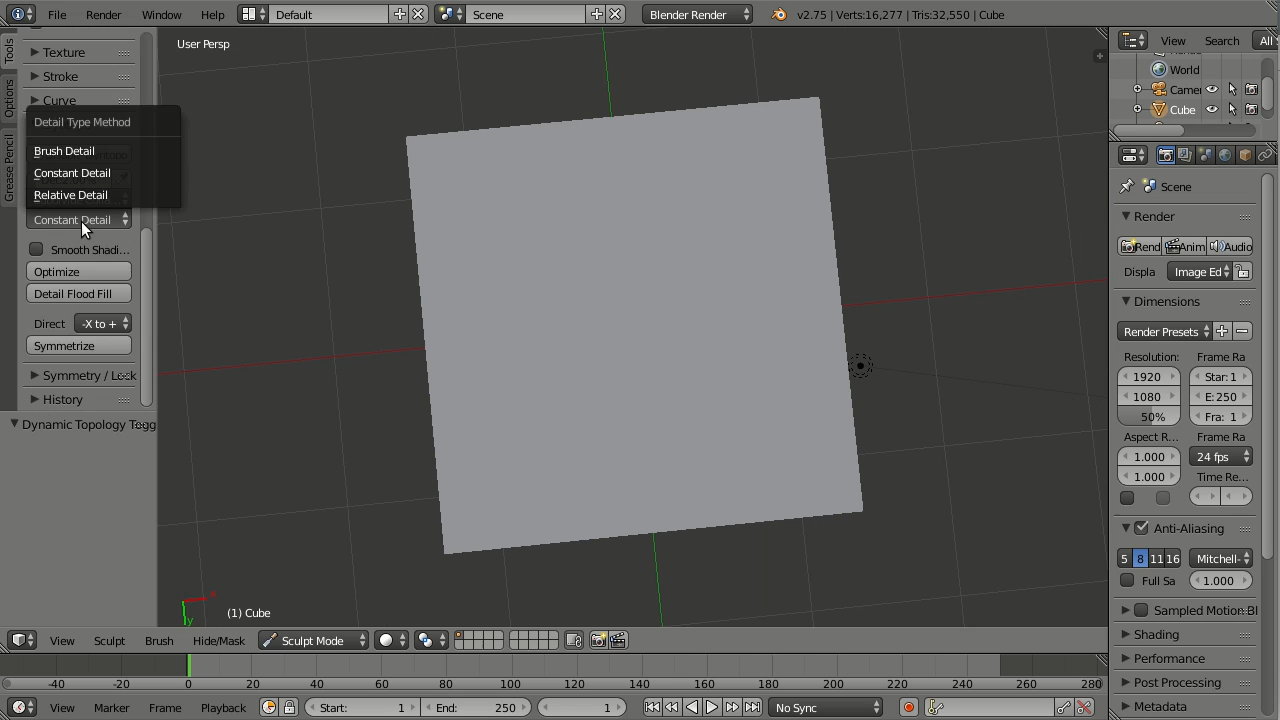 File Render Window Help Default Scene Blender Render v2.75 | Verts:16,277 | Tris:32,550 | Cube
Tools
Options
Grease Pencil
Texture
Stroke
Curve
Detail Type Method
Brush Detail
Constant Detail
Relative Detail
Constant Detail
Smooth Shadi...
Optimize
Detail Flood Fill
Direct -X to +
Symmetrize
Symmetry / Lock
History
Dynamic Topology Togg
User Persp
x
y
(1) Cube
View Sculpt Brush Hide/Mask Sculpt Mode
-40 -20 0 20 40 60 80 100 120 140 160 180 200 220 240 260 280
View Marker Frame Playback Start: 1 End: 250 1 No Sync
View Search All
World
Camer
Cube
Scene
Render
Rend Anim Audio
Displa Image Ed
Dimensions
Render Presets
Resolution: Frame Ra
1920 Star: 1
1080 E: 250
50% Fra: 1
Aspect R... Frame Ra
1.000 24 fps
1.000 Time Re...
Anti-Aliasing
5 8 11 16 Mitchell-
Full Sa 1.000
Sampled Motion Bl
Shading
Performance
Post Processing
Metadata